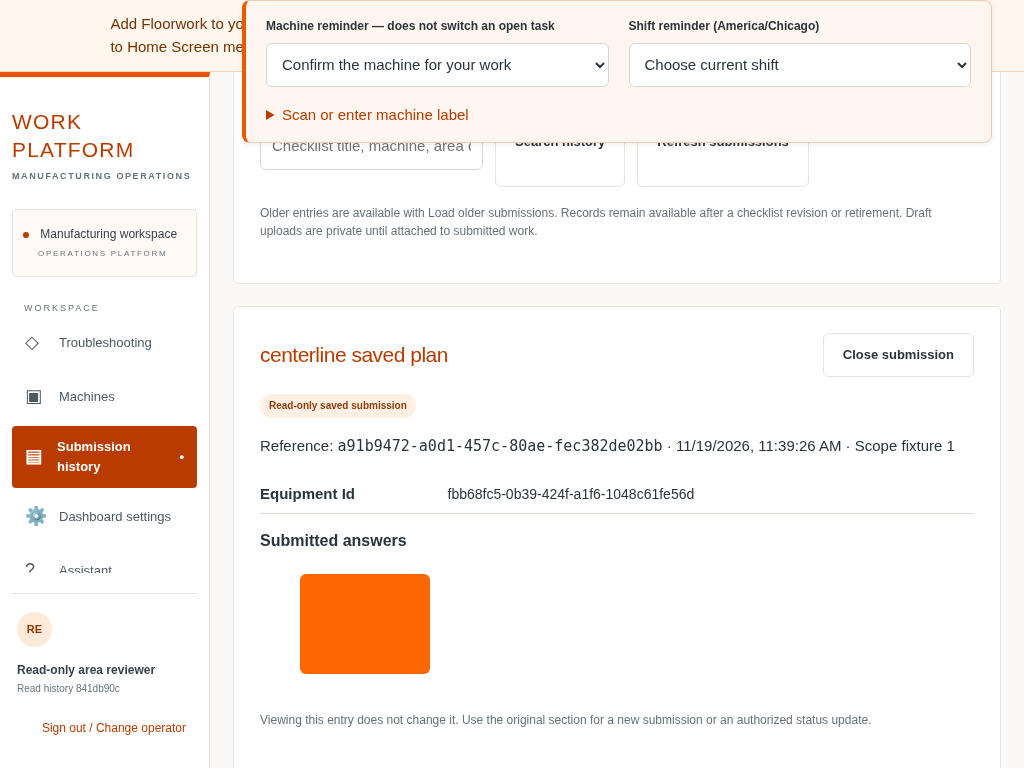 Add Floorwork to
to Home Screen
Machine reminder — does not switch an open task
Shift reminder (America/Chicago)
Confirm the machine for your work
Choose current shift
Scan or enter machine label
WORK
PLATFORM
MANUFACTURING OPERATIONS
Manufacturing workspace
OPERATIONS PLATFORM
WORKSPACE
Troubleshooting
Machines
Submission
history
Dashboard settings
Assistant
RE
Read-only area reviewer
Read history 841db90c
Sign out / Change operator
Checklist title, machine, area
Search history
Refresh submissions
Older entries are available with Load older submissions. Records remain available after a checklist revision or retirement. Draft
uploads are private until attached to submitted work.
centerline saved plan
Close submission
Read-only saved submission
Reference: a91b9472-a0d1-457c-80ae-fec382de02bb · 11/19/2026, 11:39:26 AM · Scope fixture 1
Equipment Id
fbb68fc5-0b39-424f-a1f6-1048c61fe56d
Submitted answers
Viewing this entry does not change it. Use the original section for a new submission or an authorized status update.